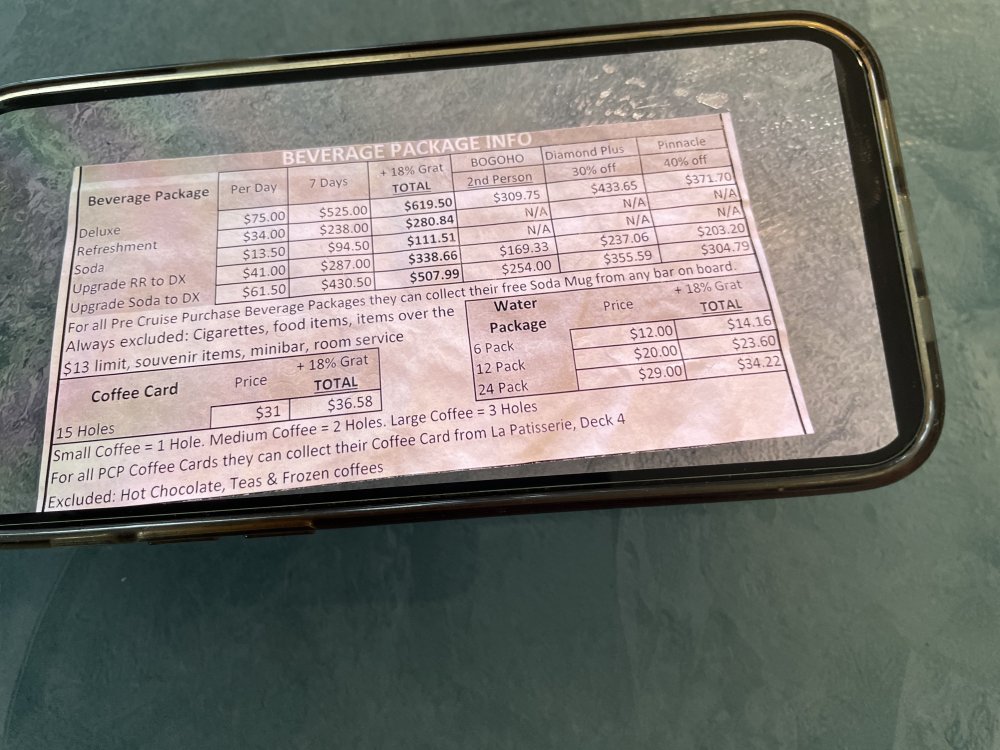 BEVERAGE PACKAGE INFO
Beverage Package Per Day 7 Days + 18% Grat TOTAL BOGOHO 2nd Person Diamond Plus 30% off Pinnacle 40% off
Deluxe $75.00 $525.00 $619.50 $309.75 $433.65 $371.70
Refreshment $34.00 $238.00 $280.84 N/A N/A N/A
Soda $13.50 $94.50 $111.51 N/A N/A N/A
Upgrade RR to DX $41.00 $287.00 $338.66 $169.33 $237.06 $203.20
Upgrade Soda to DX $61.50 $430.50 $507.99 $254.00 $355.59 $304.79
For all Pre Cruise Purchase Beverage Packages they can collect their free Soda Mug from any bar on board.
Always excluded: Cigarettes, food items, items over the
$13 limit, souvenir items, minibar, room service
Water Package Price + 18% Grat TOTAL
6 Pack $12.00 $14.16
12 Pack $20.00 $23.60
24 Pack $29.00 $34.22
Coffee Card Price + 18% Grat TOTAL
15 Holes $31 $36.58
Small Coffee = 1 Hole. Medium Coffee = 2 Holes. Large Coffee = 3 Holes
For all PCP Coffee Cards they can collect their Coffee Card from La Patisserie, Deck 4
Excluded: Hot Chocolate, Teas & Frozen coffees